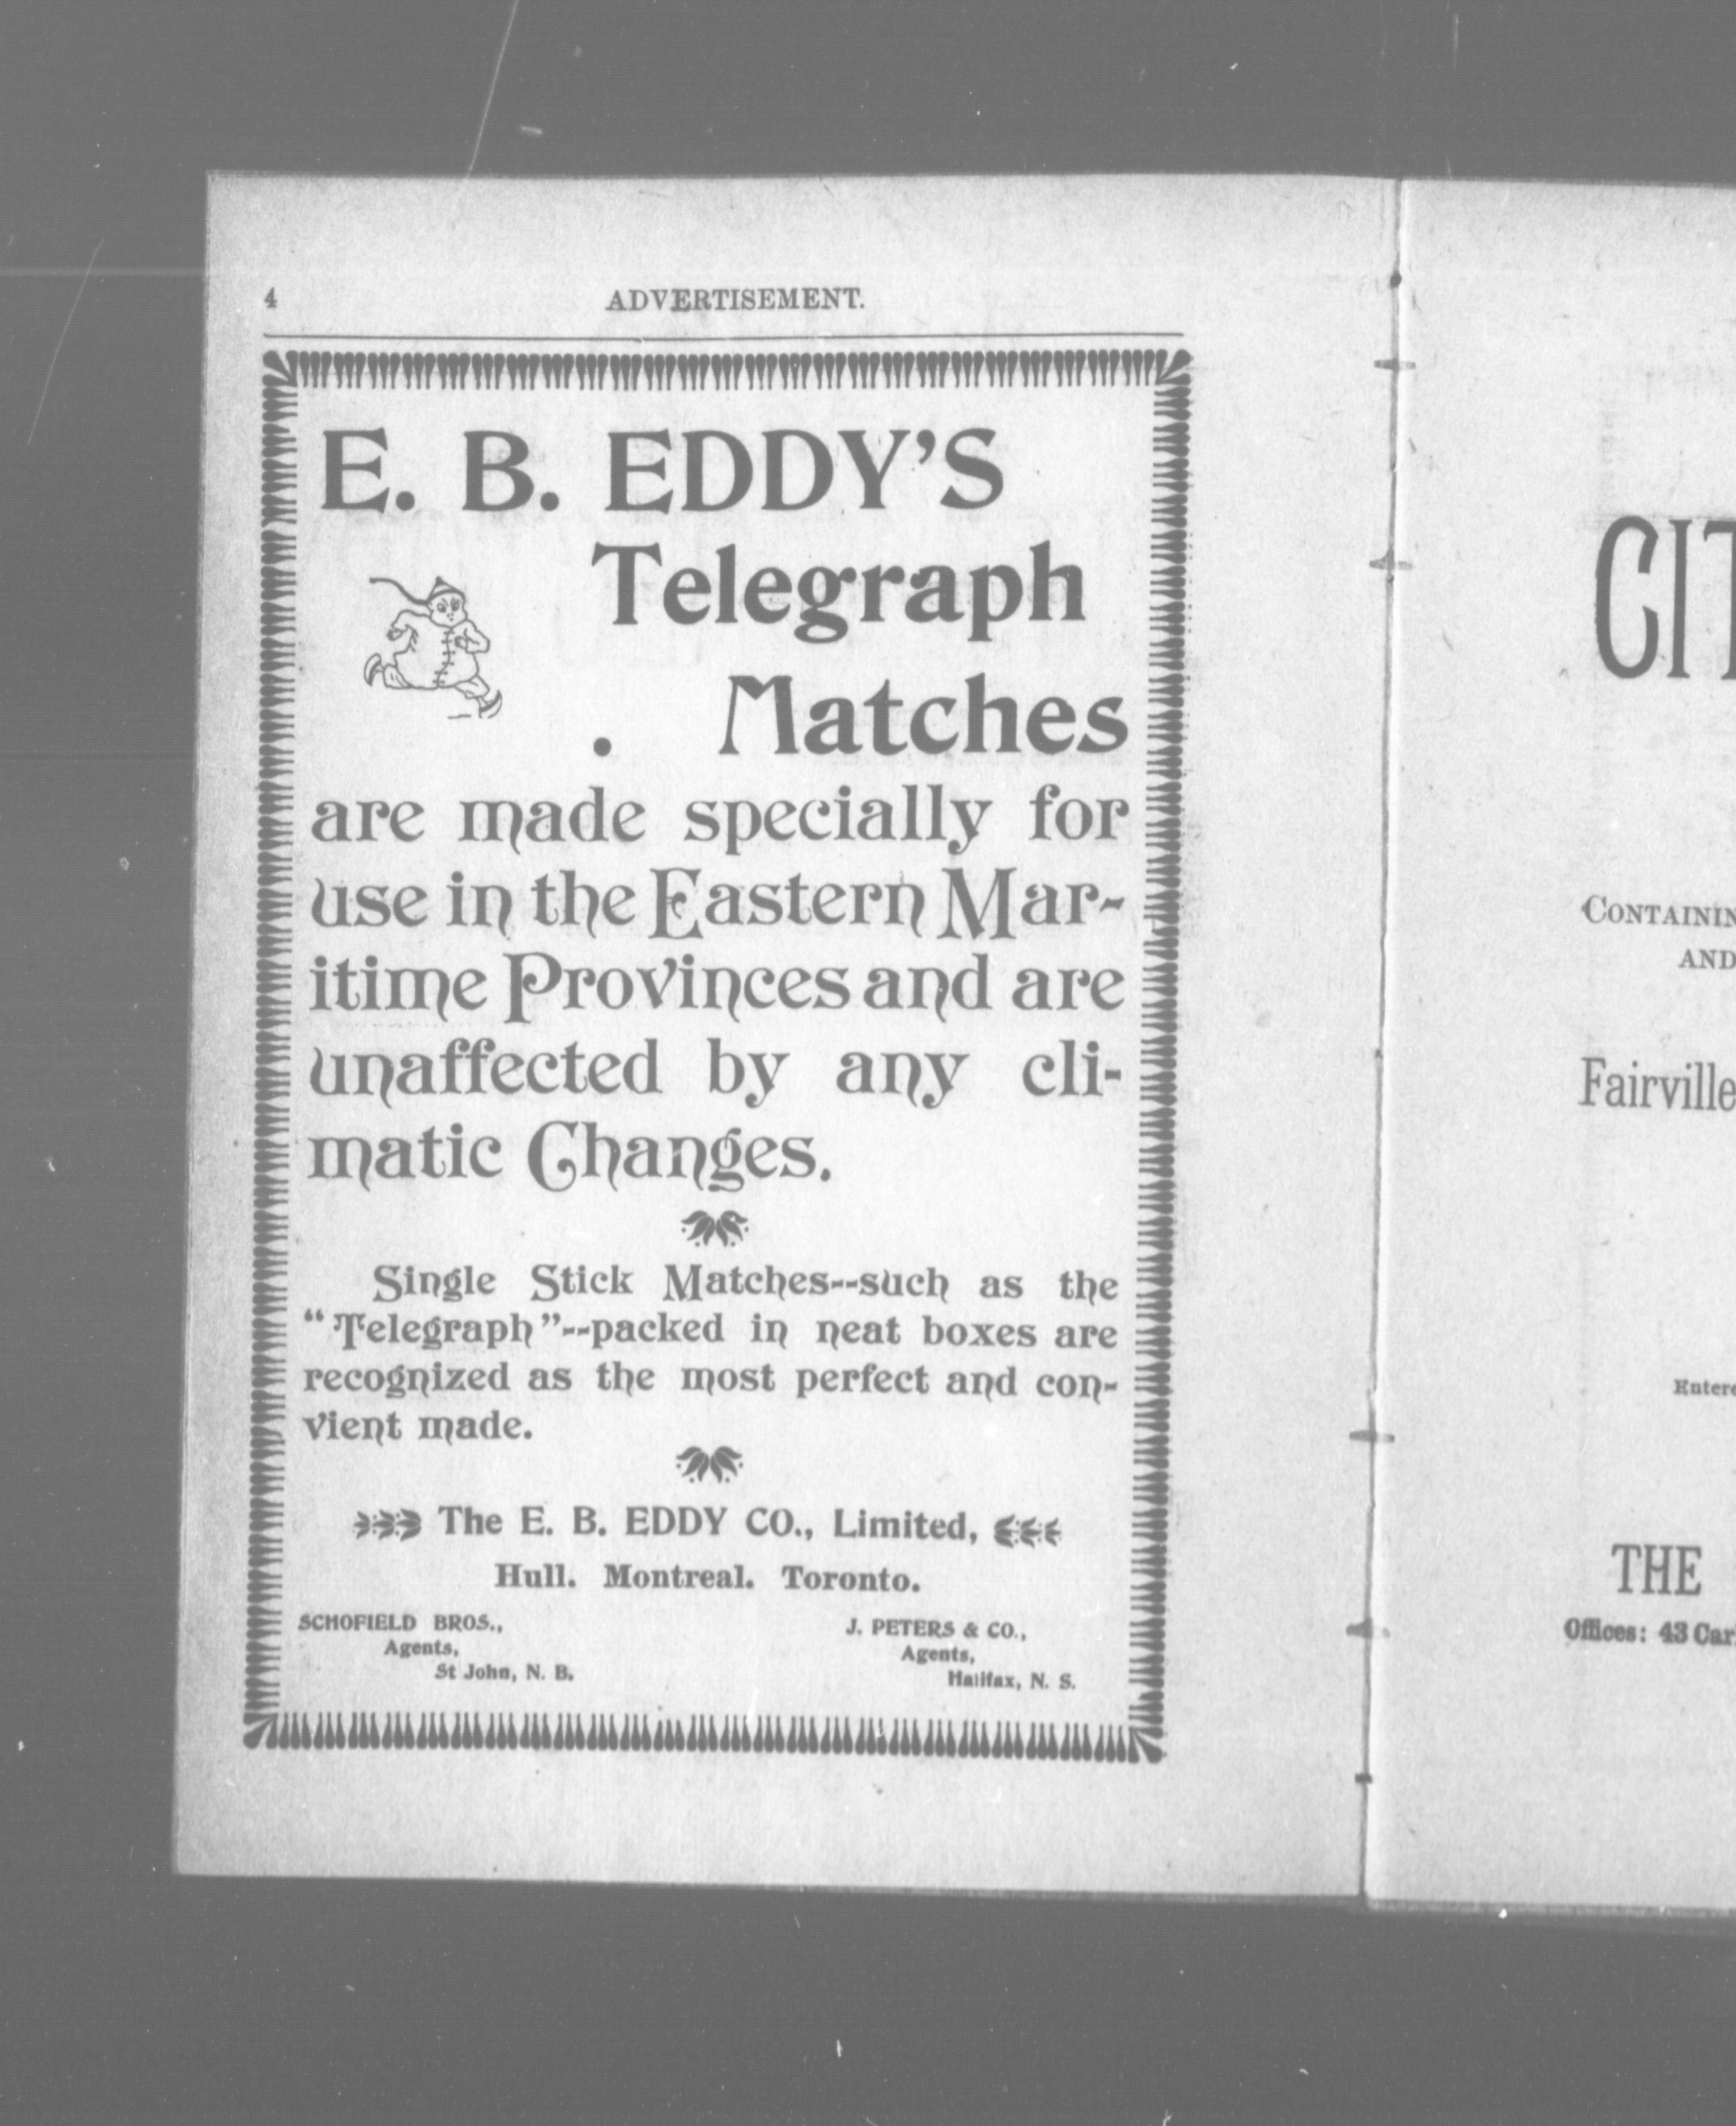 4 ADVERTISEMENT.
E. B. EDDY'S
Telegraph
. Matches
are made specially for
use in the Eastern Mar-
itime Provinces and are
unaffected by any cli-
matic Changes.
Single Stick Matches--such as the
"Telegraph"--packed in neat boxes are
recognized as the most perfect and con-
vient made.
The E. B. EDDY CO., Limited,
Hull. Montreal. Toronto.
SCHOFIELD BROS.,
Agents,
St John, N. B.
J. PETERS & CO.,
Agents,
Halifax, N. S.
AND
Fairville
THE
Offices: 43